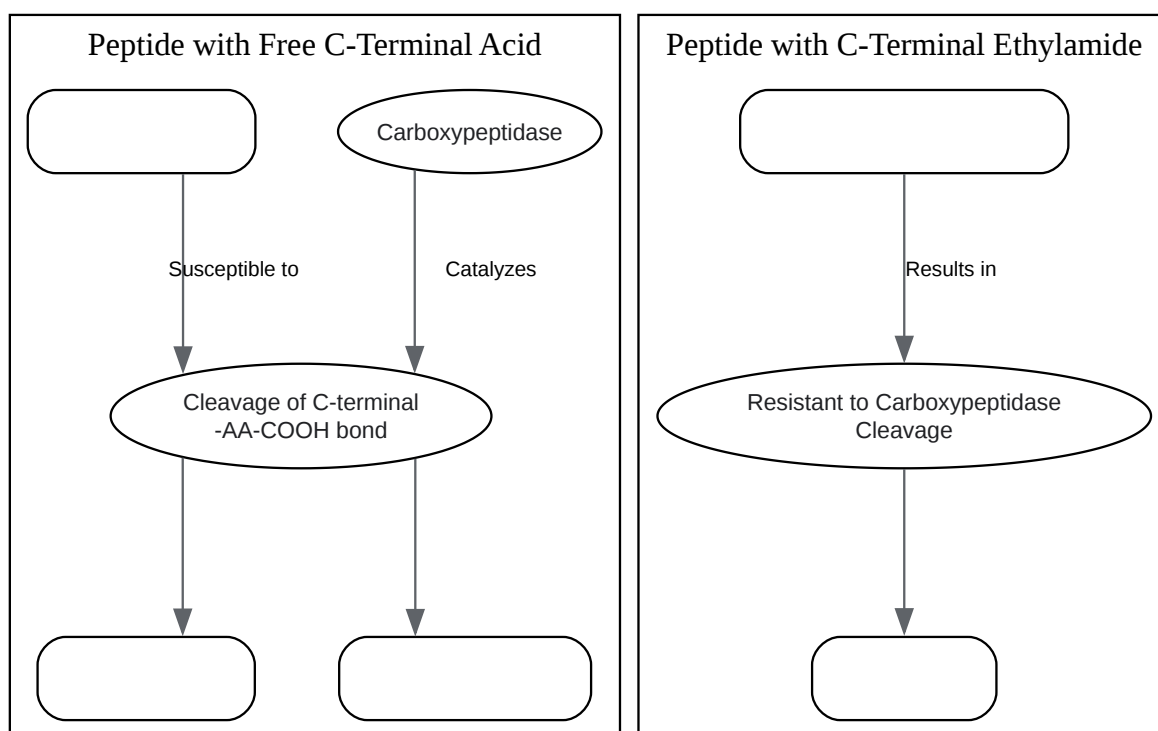 Peptide with Free C-Terminal Acid
Carboxypeptidase
Susceptible to
Catalyzes
Cleavage of C-terminal
-AA-COOH bond
Peptide with C-Terminal Ethylamide
Results in
Resistant to Carboxypeptidase
Cleavage